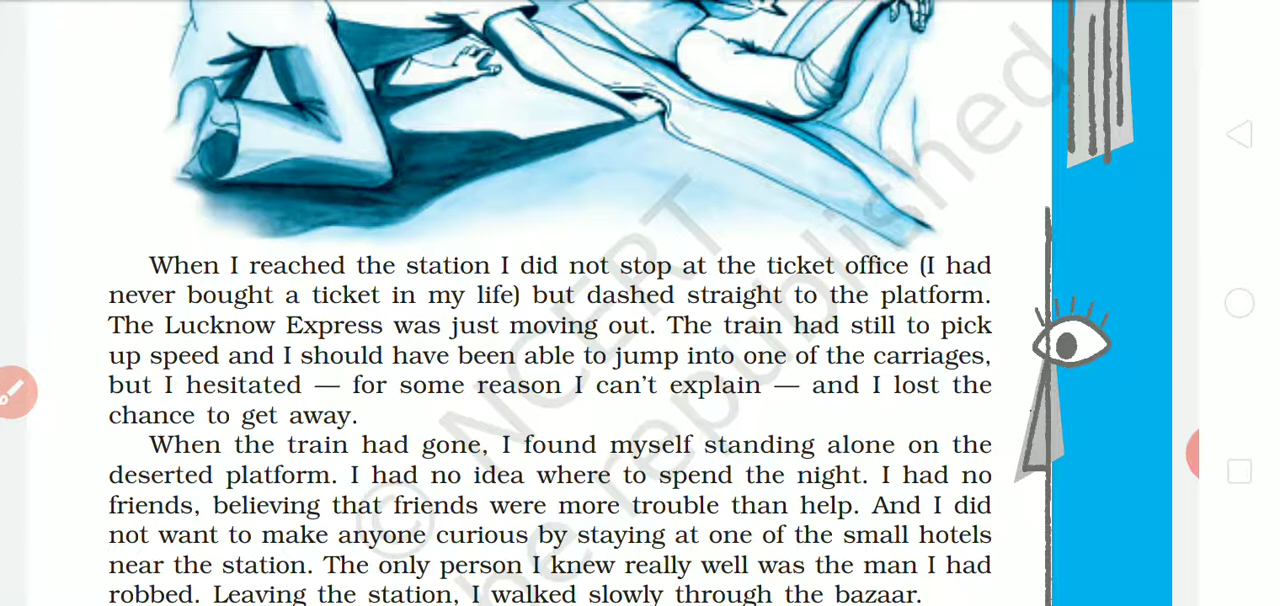 When I reached the station I did not stop at the ticket office (I had
never bought a ticket in my life) but dashed straight to the platform.
The Lucknow Express was just moving out. The train had still to pick
up speed and I should have been able to jump into one of the carriages,
but I hesitated — for some reason I can't explain — and I lost the
chance to get away.
When the train had gone, I found myself standing alone on the
deserted platform. I had no idea where to spend the night. I had no
friends, believing that friends were more trouble than help. And I did
not want to make anyone curious by staying at one of the small hotels
near the station. The only person I knew really well was the man I had
robbed. Leaving the station, I walked slowly through the bazaar.
© NCERT
he republished